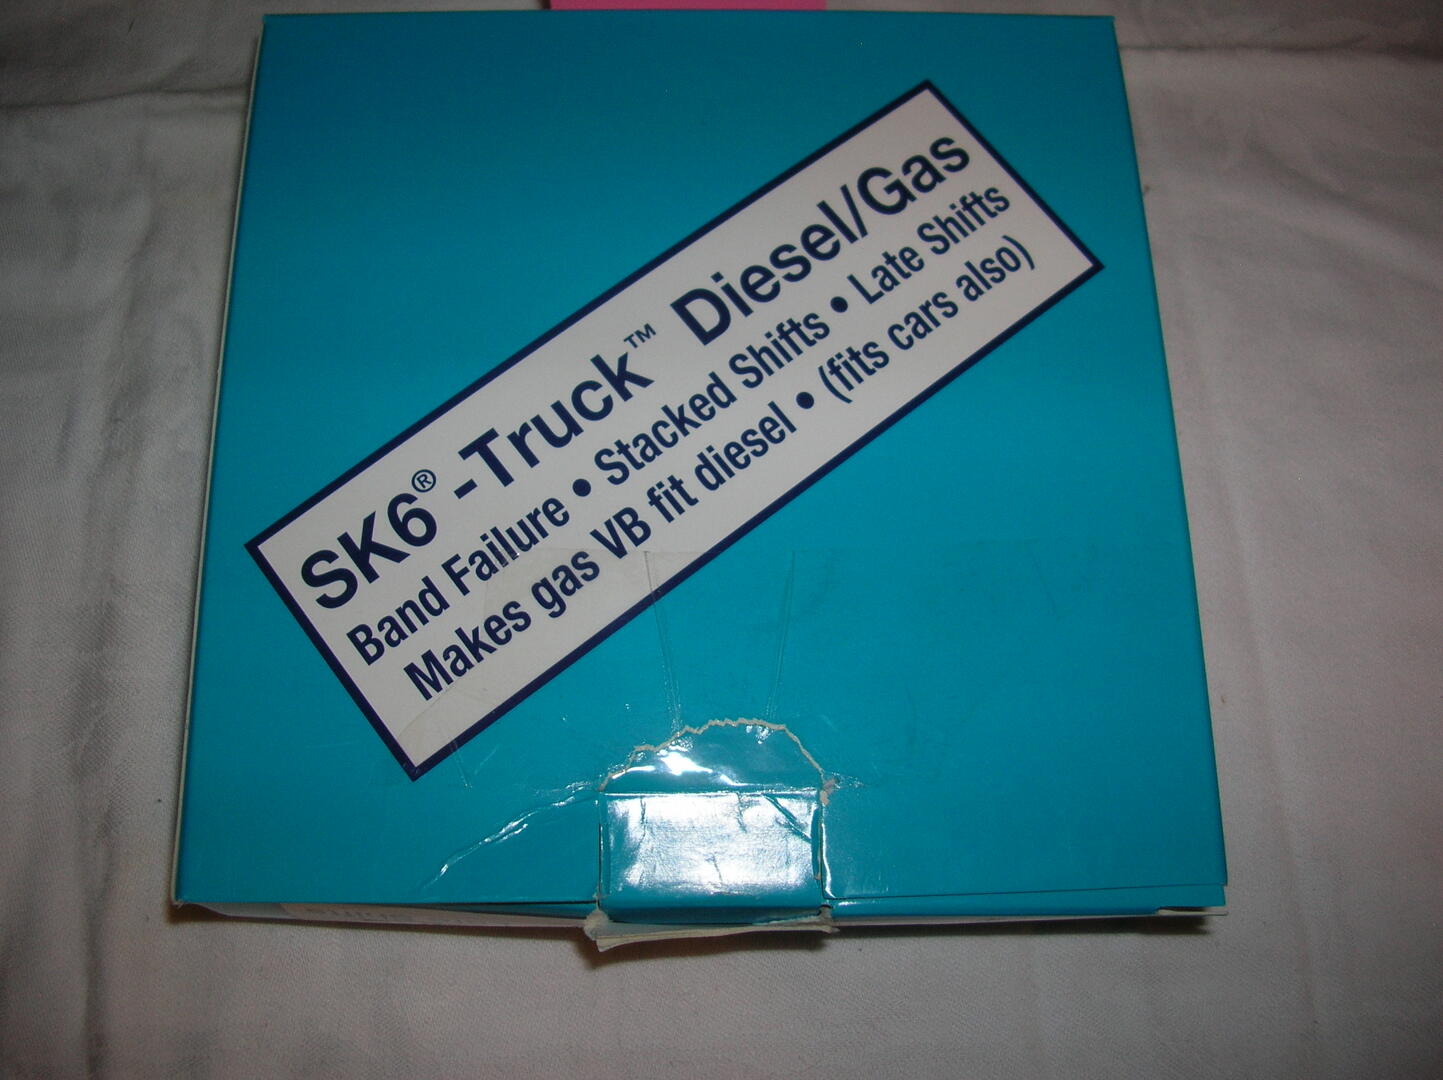 SK6® -Truck™ Diesel/Gas
Band Failure • Stacked Shifts • Late Shifts
Makes gas VB fit diesel • (fits cars also)